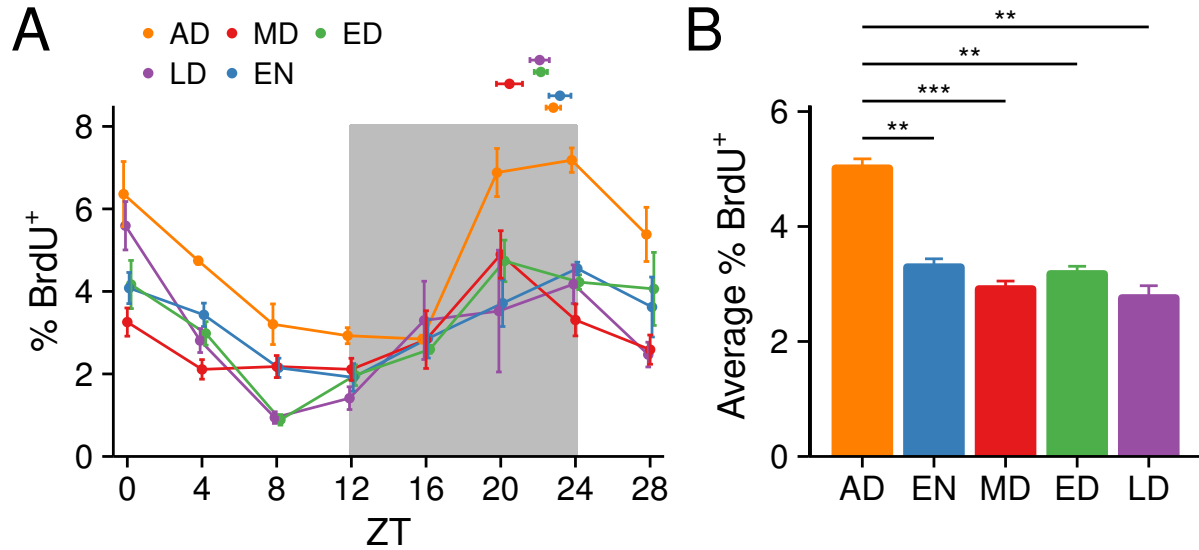 A
AD MD ED
LD EN
% BrdU⁺
8
6
4
2
0
0 4 8 12 16 20 24 28
ZT
B
**
**
***
**
Average % BrdU⁺
6
4
2
0
AD EN MD ED LD